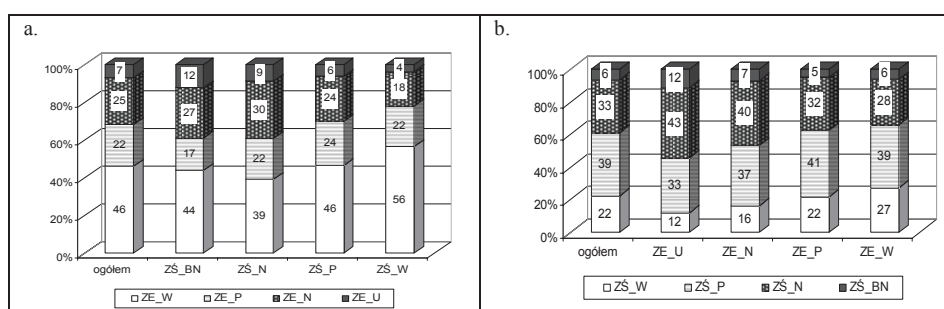 a.
100%
80%
60%
40%
20%
0%
7 12 9 6 4
25 27 30 24 18
22 17 22 24 22
46 44 39 46 56
ogółem ZŚ_BN ZŚ_N ZŚ_P ZŚ_W
ZE_W ZE_P ZE_N ZE_U
b.
100%
80%
60%
40%
20%
0%
6 12 7 5 6
33 43 40 32 28
39 33 37 41 39
22 12 16 22 27
ogółem ZE_U ZE_N ZE_P ZE_W
ZŚ_W ZŚ_P ZŚ_N ZŚ_BN